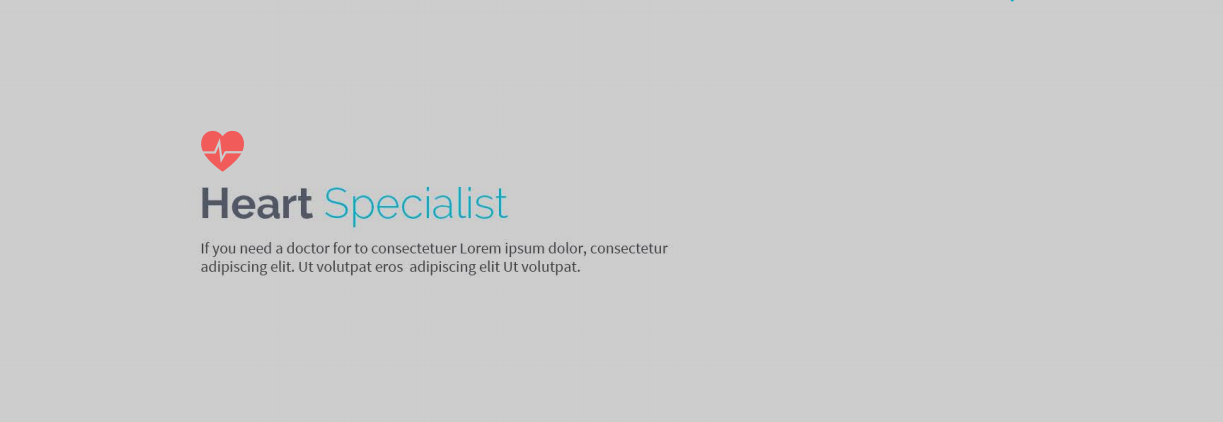 Heart Specialist
If you need a doctor for to consectetuer Lorem ipsum dolor, consectetur
adipiscing elit. Ut volutpat eros  adipiscing elit Ut volutpat.